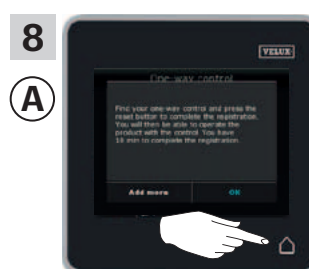 8
VELUX
A
One-way control
Find your one-way control and press the
reset button to complete the registration.
You will then be able to operate the
product with the control. You have
10 min to complete the registration.
Add more
OK